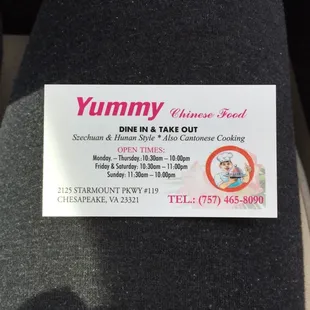 Yummy Chinese Food
DINE IN & TAKE OUT
Szechuan & Hunan Style * Also Cantonese Cooking
OPEN TIMES:
Monday. – Thursday: 10:30am – 10:00pm
Friday & Saturday: 10:30am – 11:00pm
Sunday: 11:30am – 10:00pm
2125 STARMOUNT PKWY #119
CHESAPEAKE, VA 23321
TEL.: (757) 465-8090